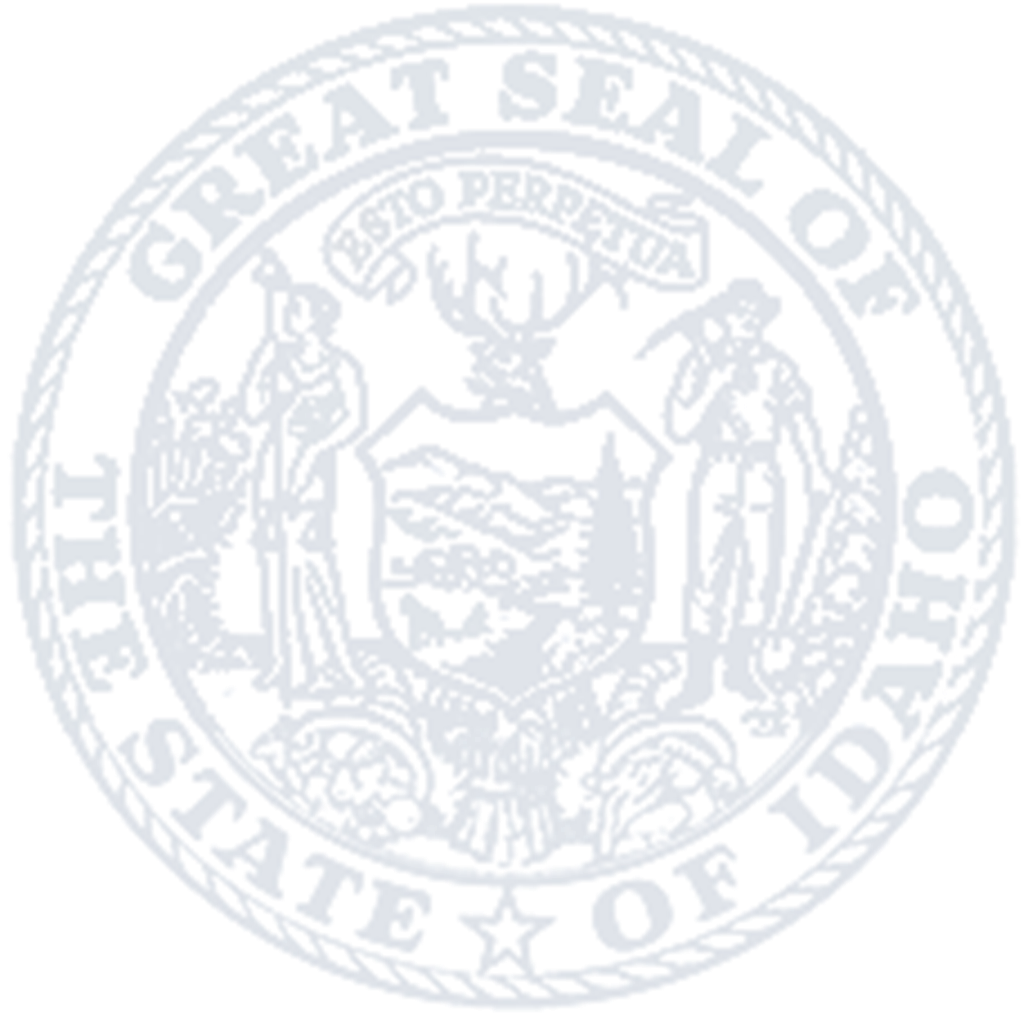 GREAT SEAL OF
THE STATE OF IDAHO
ESTO PERPETUA